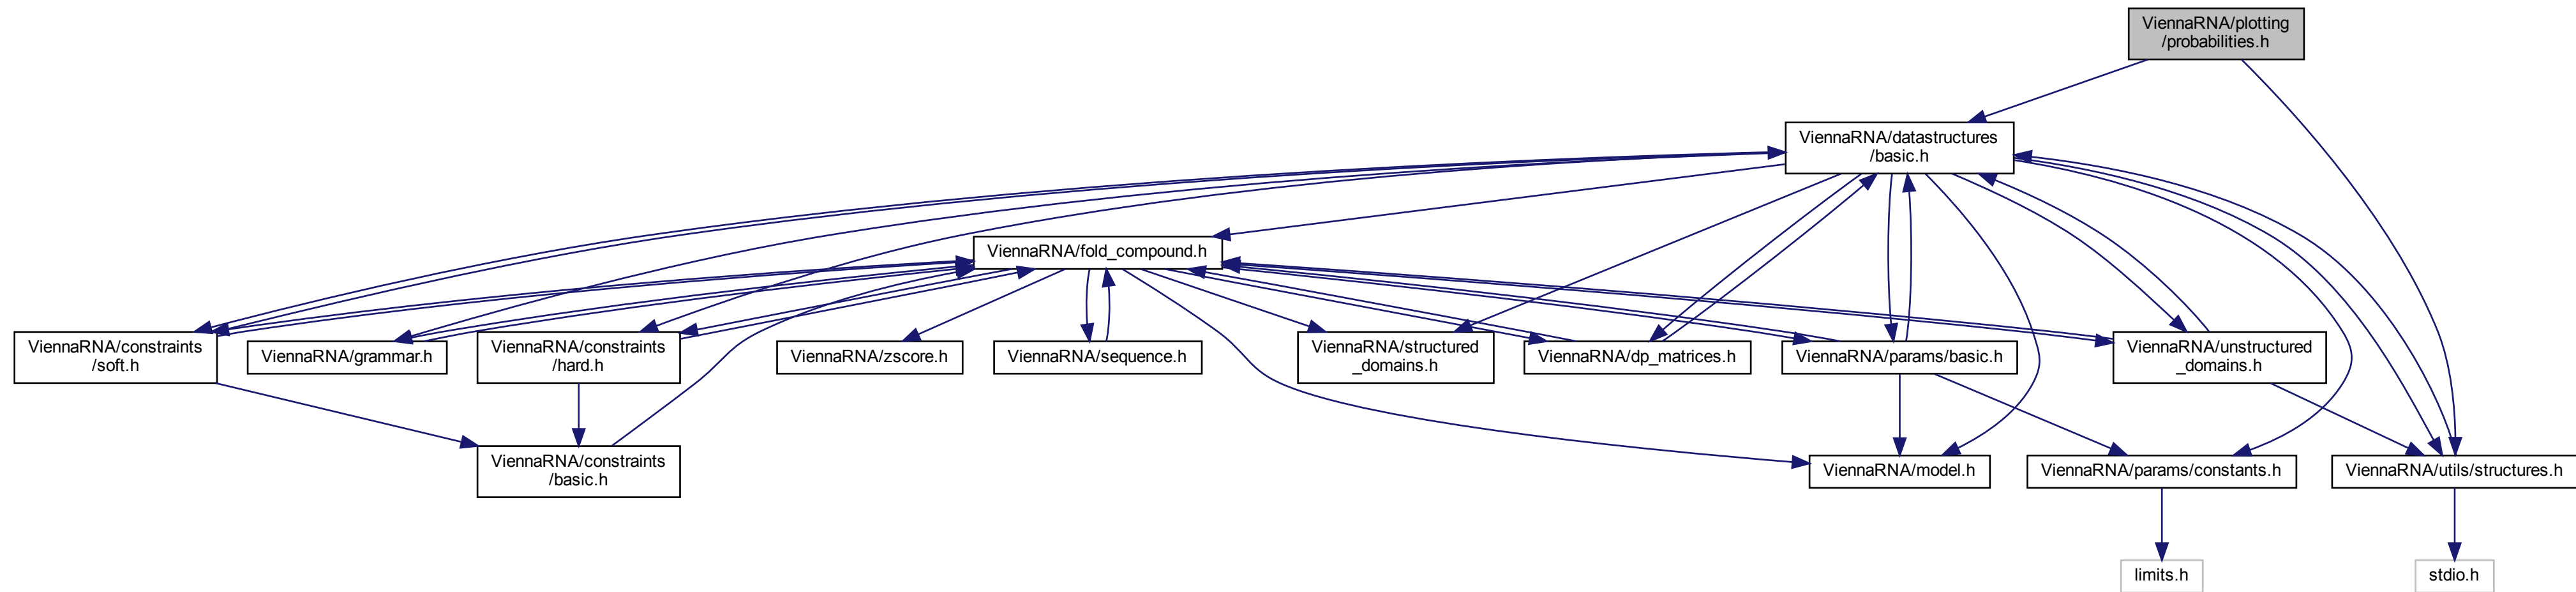 ViennaRNA/plotting
/probabilities.h
ViennaRNA/datastructures
/basic.h
ViennaRNA/fold_compound.h
ViennaRNA/constraints
/soft.h
ViennaRNA/grammar.h
ViennaRNA/constraints
/hard.h
ViennaRNA/zscore.h
ViennaRNA/sequence.h
ViennaRNA/structured
_domains.h
ViennaRNA/dp_matrices.h
ViennaRNA/params/basic.h
ViennaRNA/unstructured
_domains.h
ViennaRNA/constraints
/basic.h
ViennaRNA/model.h
ViennaRNA/params/constants.h
ViennaRNA/utils/structures.h
limits.h
stdio.h